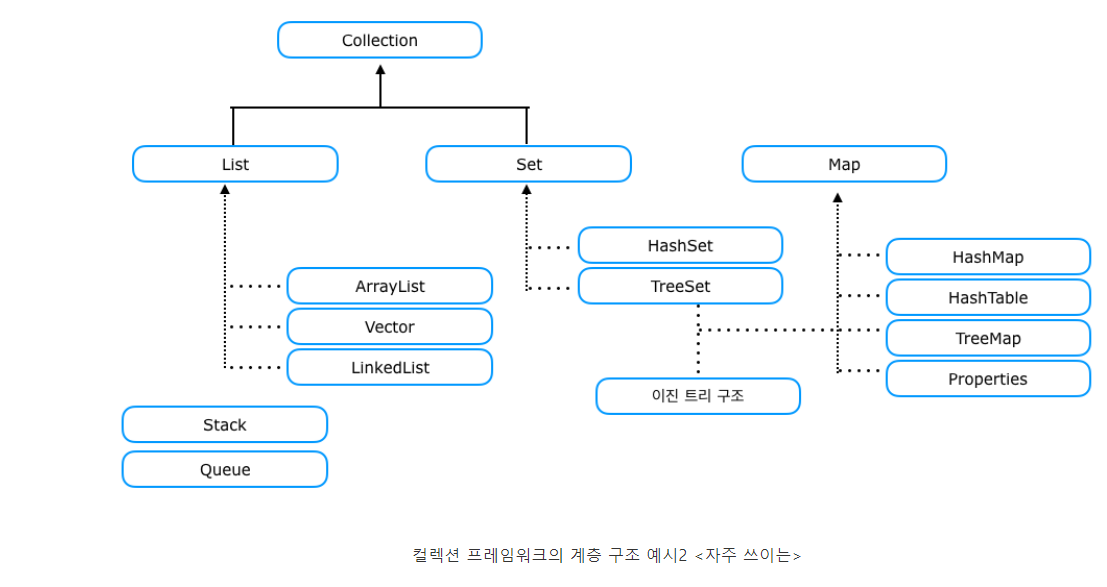 Collection
List
Set
Map
HashSet
TreeSet
HashMap
HashTable
TreeMap
Properties
ArrayList
Vector
LinkedList
이진 트리 구조
Stack
Queue
컬렉션 프레임워크의 계층 구조 예시2 <자주 쓰이는>